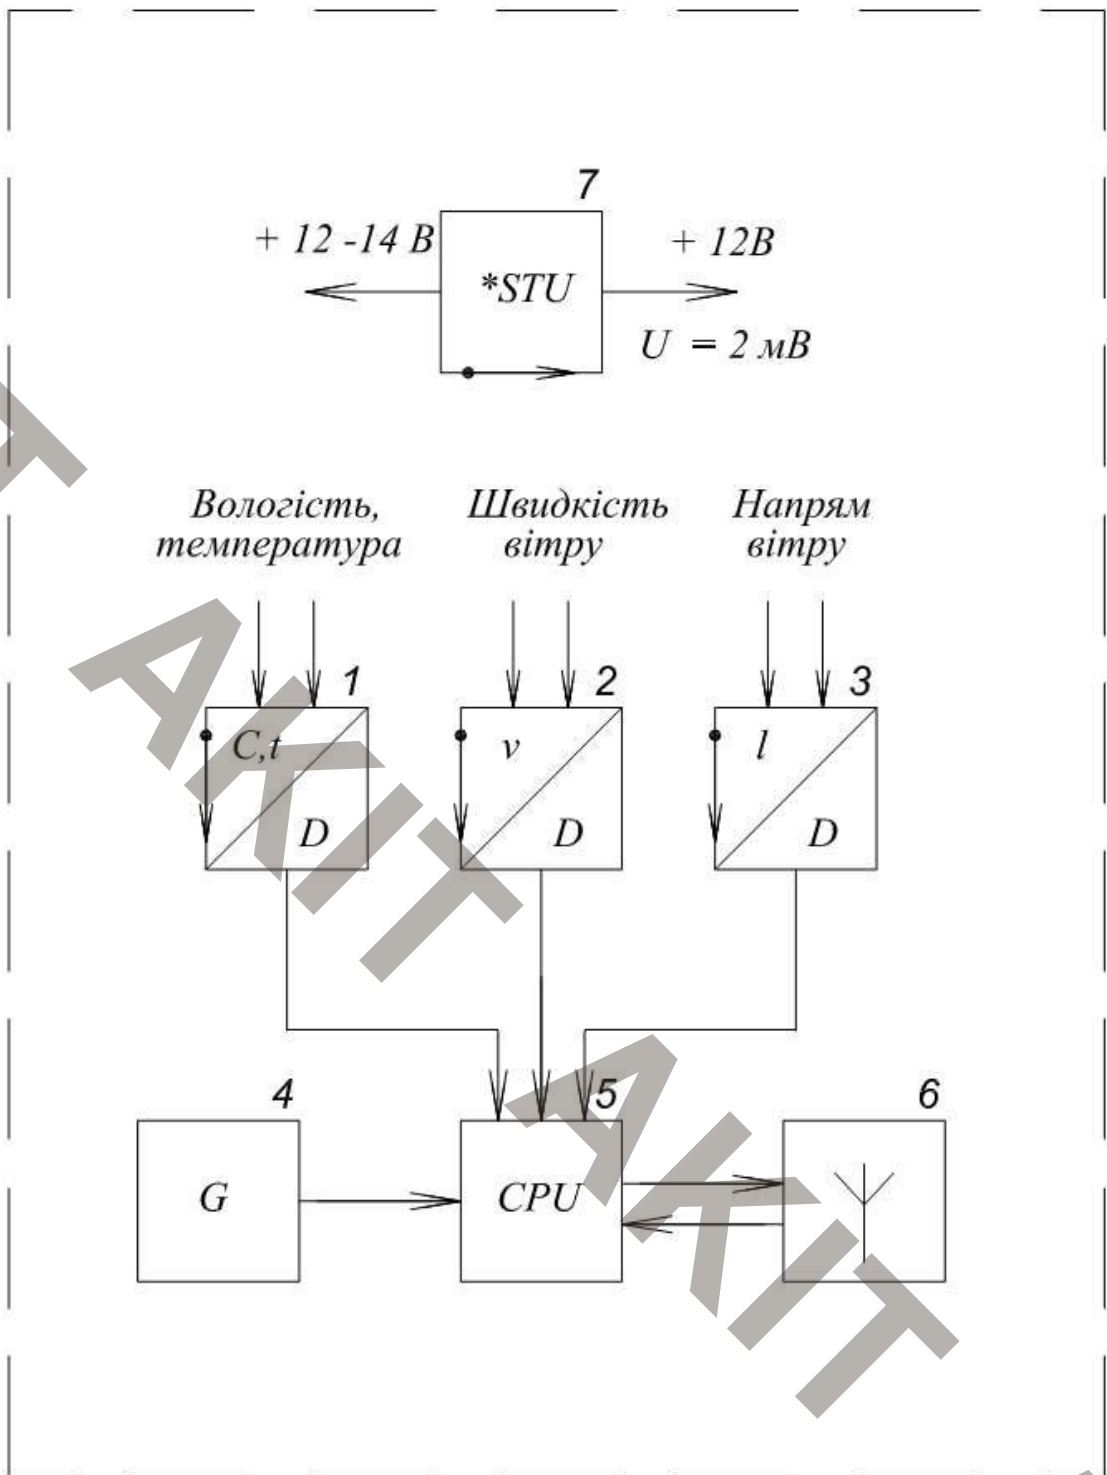 7
+ 12 -14 В
*STU
+ 12В
U = 2 мВ
Вологість,
температура
Швидкість
вітру
Напрям
вітру
1
2
3
C,t
D
v
D
l
D
4
5
6
G
CPU
AKIT
AKIT